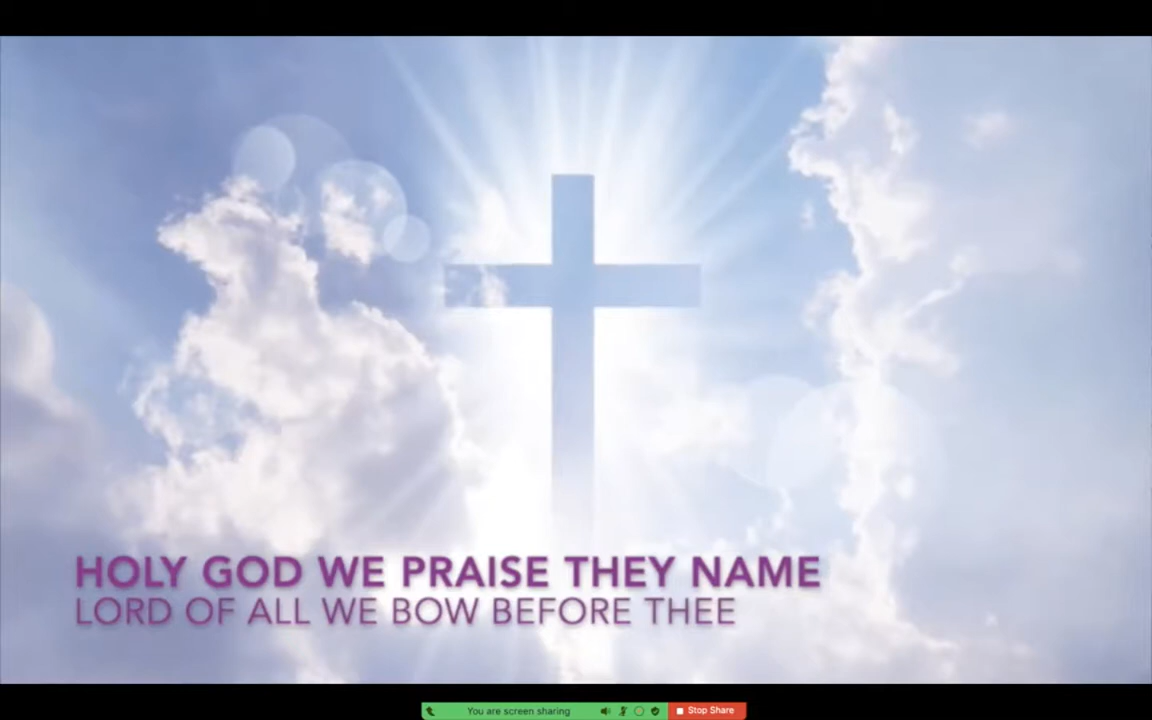 HOLY GOD WE PRAISE THEY NAME
LORD OF ALL WE BOW BEFORE THEE
You are screen sharing
Stop Share